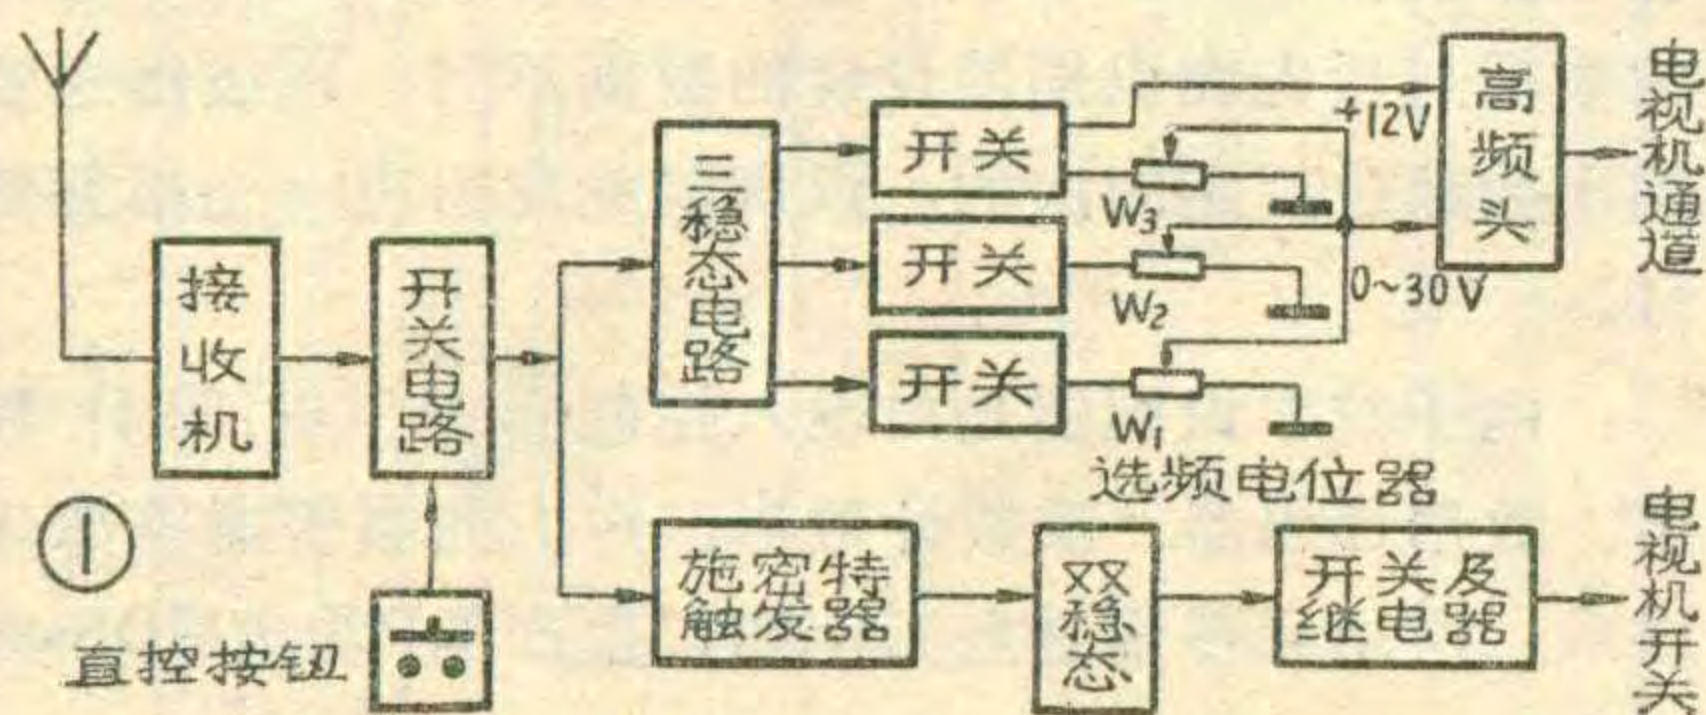 接收机
开关电路
①
直控按钮
三稳态电路
开关
开关
开关
+12V
W₃
W₂
W₁
0~30V
选频电位器
高频头
电视机通道
施密特
触发器
双稳态
开关及
继电器
电视机开关